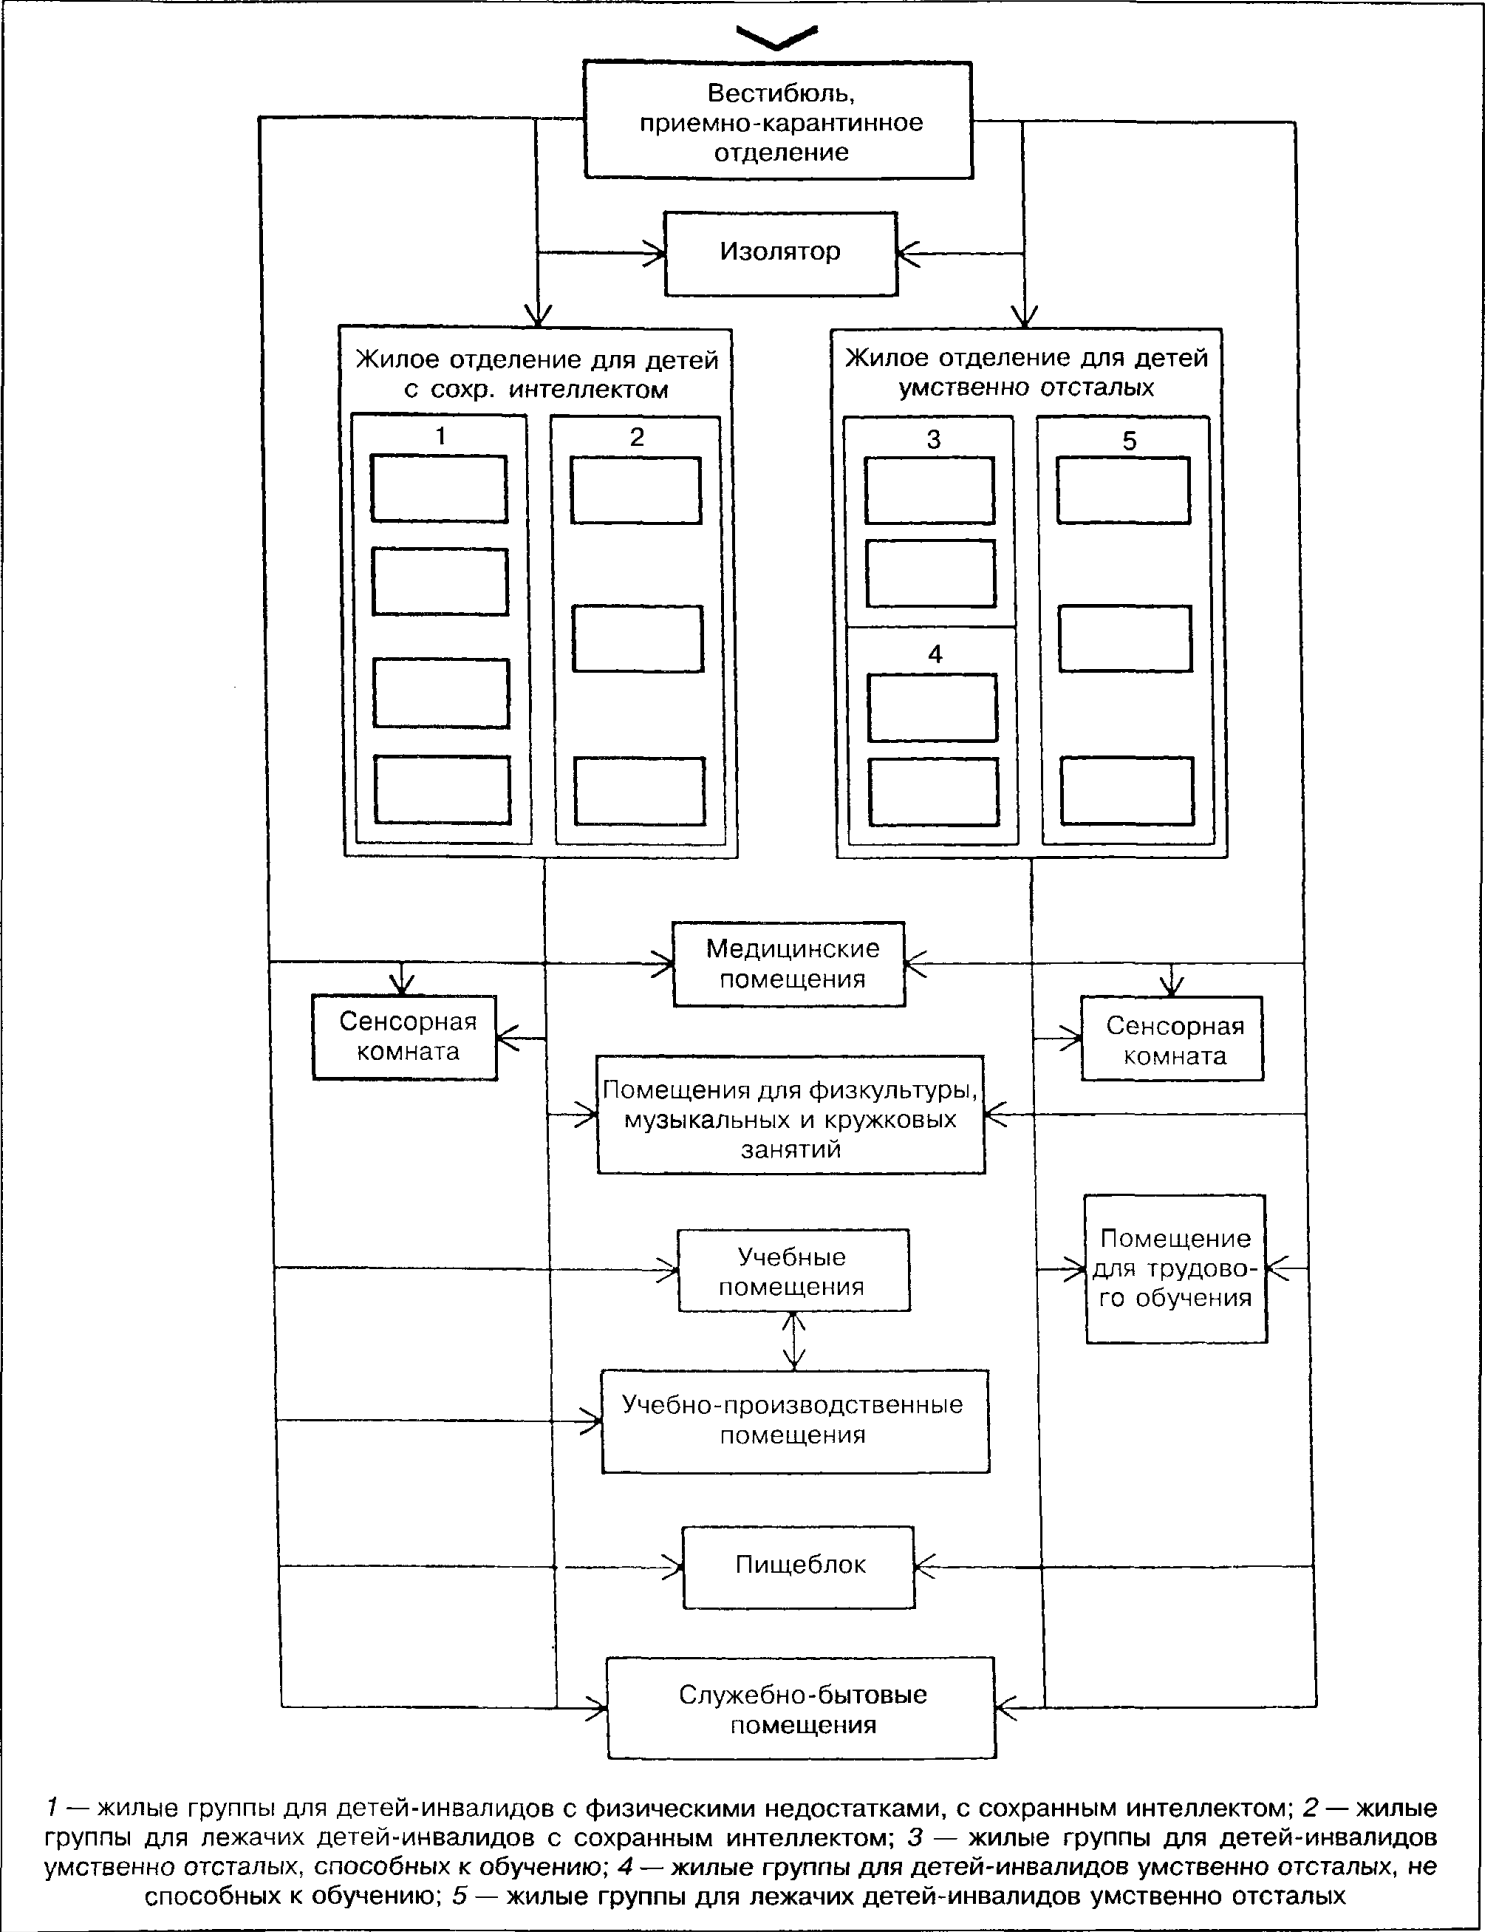 Вестибюль,
приемно-карантинное
отделение
Изолятор
Жилое отделение для детей
с сохр. интеллектом
1
2
Жилое отделение для детей
умственно отсталых
3
5
4
Медицинские
помещения
Сенсорная
комната
Сенсорная
комната
Помещения для физкультуры,
музыкальных и кружковых
занятий
Учебные
помещения
Помещение
для трудово-
го обучения
Учебно-производственные
помещения
Пищеблок
Служебно-бытовые
помещения
1 — жилые группы для детей-инвалидов с физическими недостатками, с сохранным интеллектом; 2 — жилые
группы для лежачих детей-инвалидов с сохранным интеллектом; 3 — жилые группы для детей-инвалидов
умственно отсталых, способных к обучению; 4 — жилые группы для детей-инвалидов умственно отсталых, не
способных к обучению; 5 — жилые группы для лежачих детей-инвалидов умственно отсталых